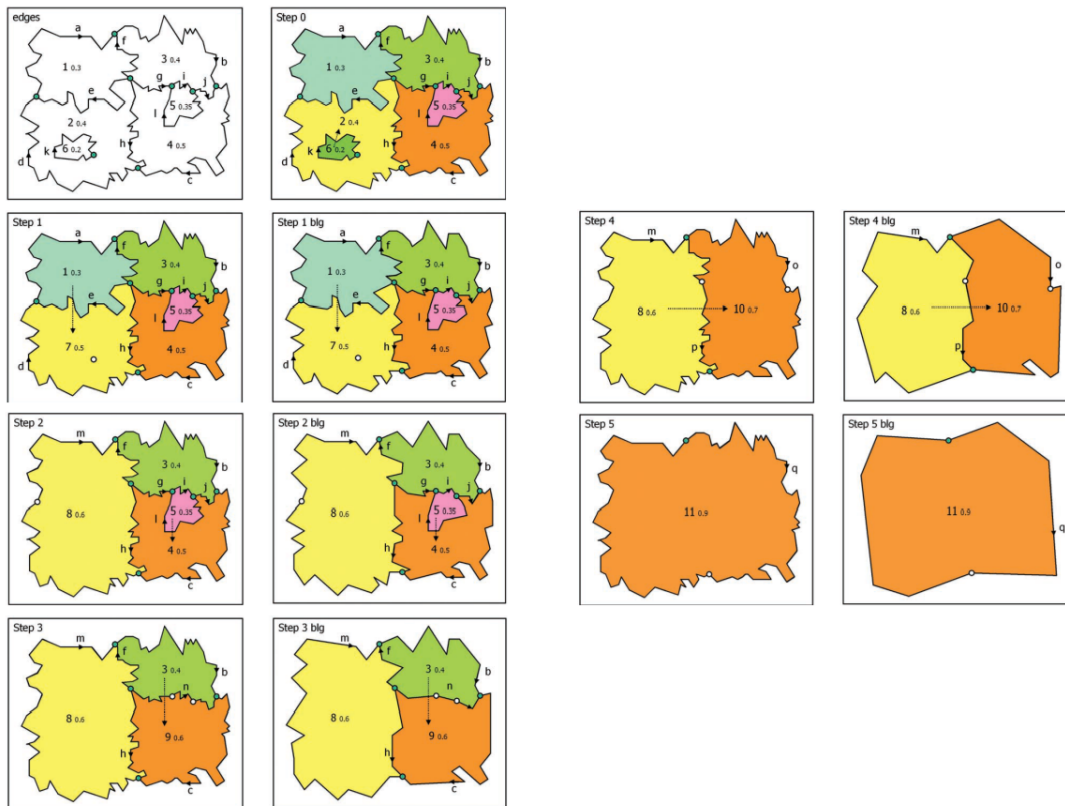 edges
a
f
1 0.3
3 0.4
b
g
i
j
e
5 0.35
l
2 0.4
h
4 0.5
6 0.2
k
d
c
Step 0
1 0.3
3 0.4
g
i
j
e
5 0.35
l
2 0.4
h
4 0.5
k
6 0.2
a
f
b
d
c
Step 1
a
f
1 0.3
3 0.4
b
g
i
j
e
5 0.35
l
7 0.5
h
4 0.5
d
c
Step 1 blg
a
f
1 0.3
3 0.4
b
g
i
j
e
5 0.35
l
7 0.5
h
4 0.5
d
c
Step 2
m
f
3 0.4
b
g
i
j
8 0.6
5 0.35
l
h
4 0.5
c
Step 2 blg
m
f
3 0.4
b
g
i
j
8 0.6
5 0.35
l
h
4 0.5
c
Step 3
m
f
3 0.4
b
n
8 0.6
9 0.6
h
c
Step 3 blg
m
f
3 0.4
b
n
8 0.6
9 0.6
h
c
Step 4
m
o
8 0.6
10 0.7
p
Step 4 blg
m
o
8 0.6
10 0.7
p
Step 5
q
11 0.9
Step 5 blg
11 0.9
q